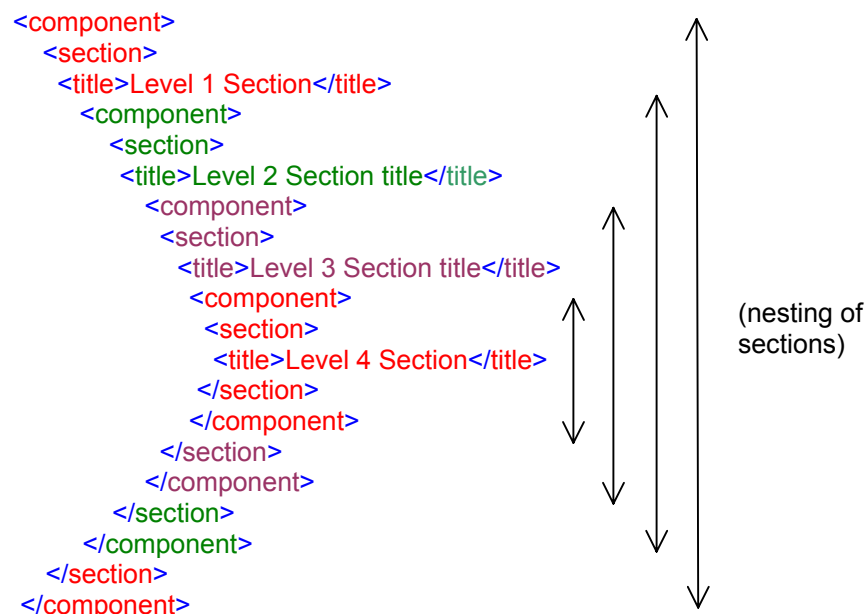 <component>
<section>
<title>Level 1 Section</title>
<component>
<section>
<title>Level 2 Section title</title>
<component>
<section>
<title>Level 3 Section title</title>
<component>
<section>
<title>Level 4 Section</title>
</section>
</component>
</section>
</component>
</section>
</component>
</section>
</component>
(nesting of
sections)